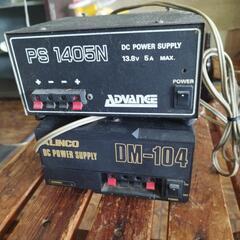 PS 1405N
DC POWER SUPPLY
13.8V 5A MAX.
POWER
ADVANCE
ALINCO
DC POWER SUPPLY
DM-104